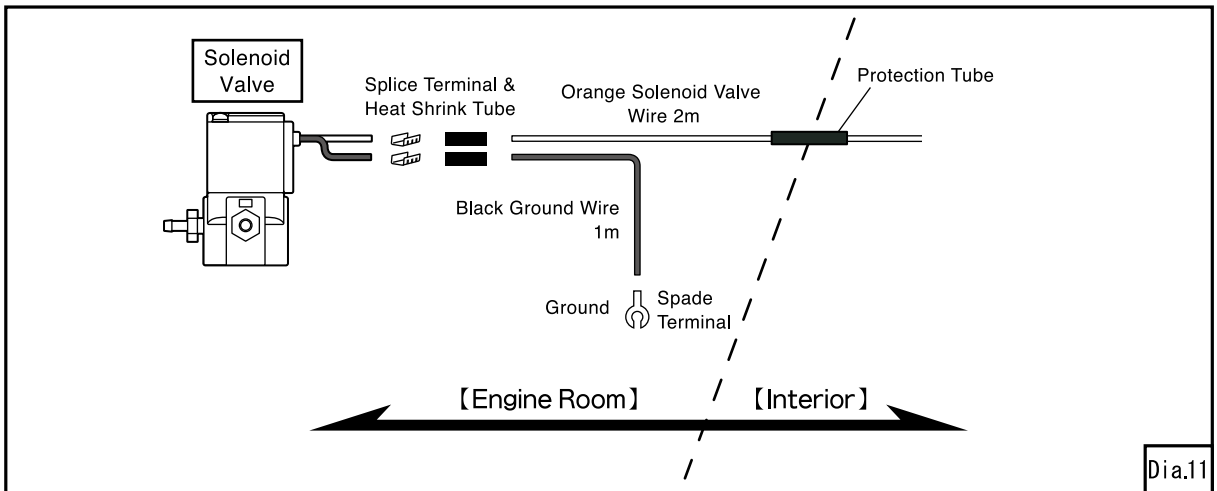 Solenoid
Valve
Splice Terminal &
Heat Shrink Tube
Orange Solenoid Valve
Wire 2m
Protection Tube
Black Ground Wire
1m
Ground
Spade
Terminal
【Engine Room】
【Interior】
Dia.11